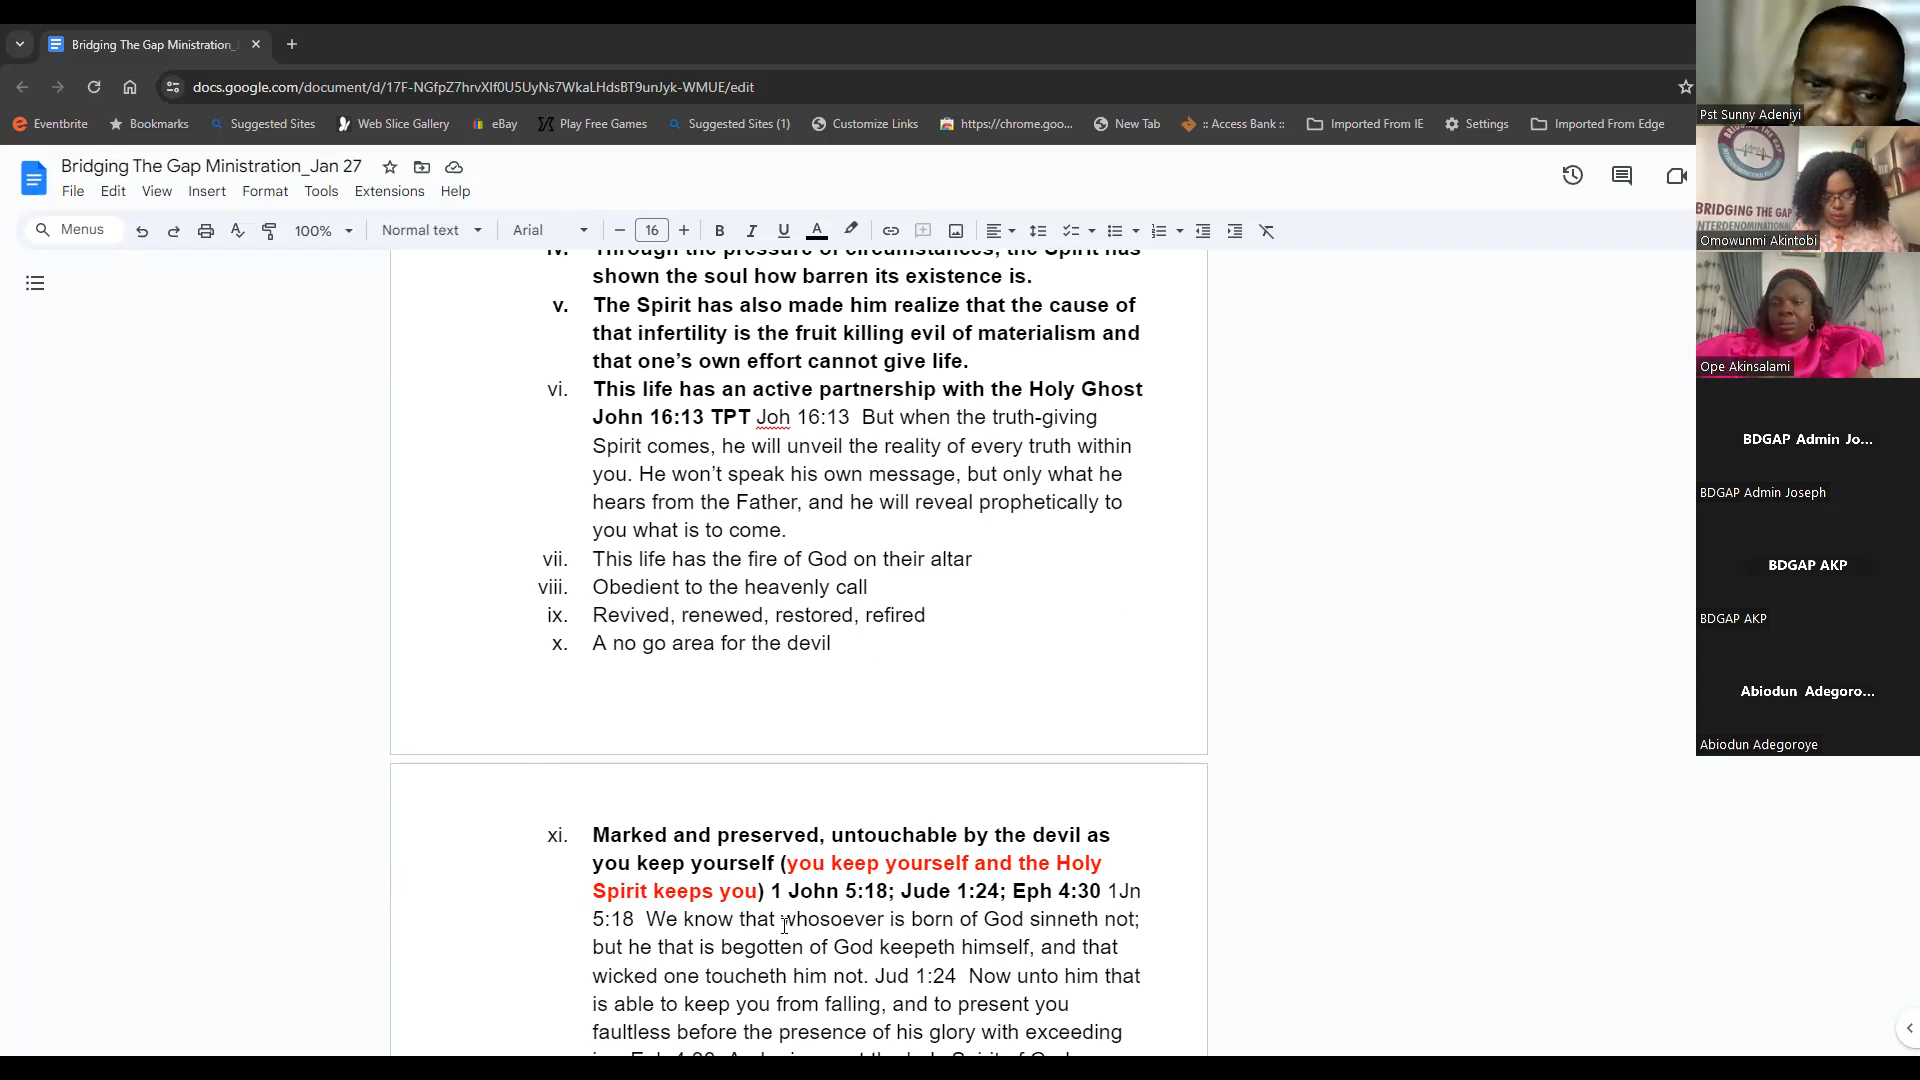 Bridging The Gap Ministration_
docs.google.com/document/d/17F-NGfpZ7hrvXIf0U5UyNs7WkaLHdsBT9unJyk-WMUE/edit
Eventbrite Bookmarks Suggested Sites Web Slice Gallery eBay Play Free Games Suggested Sites (1) Customize Links https://chrome.goo... New Tab :: Access Bank :: Imported From IE Settings Imported From Edge
Bridging The Gap Ministration_Jan 27
File Edit View Insert Format Tools Extensions Help
Menus 100% Normal text Arial 16 B I U A
iv. Through the pressure of circumstances, the Spirit has
shown the soul how barren its existence is.
v. The Spirit has also made him realize that the cause of
that infertility is the fruit killing evil of materialism and
that one’s own effort cannot give life.
vi. This life has an active partnership with the Holy Ghost
John 16:13 TPT Joh 16:13 But when the truth-giving
Spirit comes, he will unveil the reality of every truth within
you. He won’t speak his own message, but only what he
hears from the Father, and he will reveal prophetically to
you what is to come.
vii. This life has the fire of God on their altar
viii. Obedient to the heavenly call
ix. Revived, renewed, restored, refired
x. A no go area for the devil
xi. Marked and preserved, untouchable by the devil as
you keep yourself (you keep yourself and the Holy
Spirit keeps you) 1 John 5:18; Jude 1:24; Eph 4:30 1Jn
5:18 We know that whosoever is born of God sinneth not;
but he that is begotten of God keepeth himself, and that
wicked one toucheth him not. Jud 1:24 Now unto him that
is able to keep you from falling, and to present you
faultless before the presence of his glory with exceeding
Pst Sunny Adeniyi
BRIDGING THE GAP
INTERDENOMINATIONAL
Omowunmi Akintobi
Ope Akinsalami
BDGAP Admin Jo...
BDGAP Admin Joseph
BDGAP AKP
BDGAP AKP
Abiodun Adegoro...
Abiodun Adegoroye